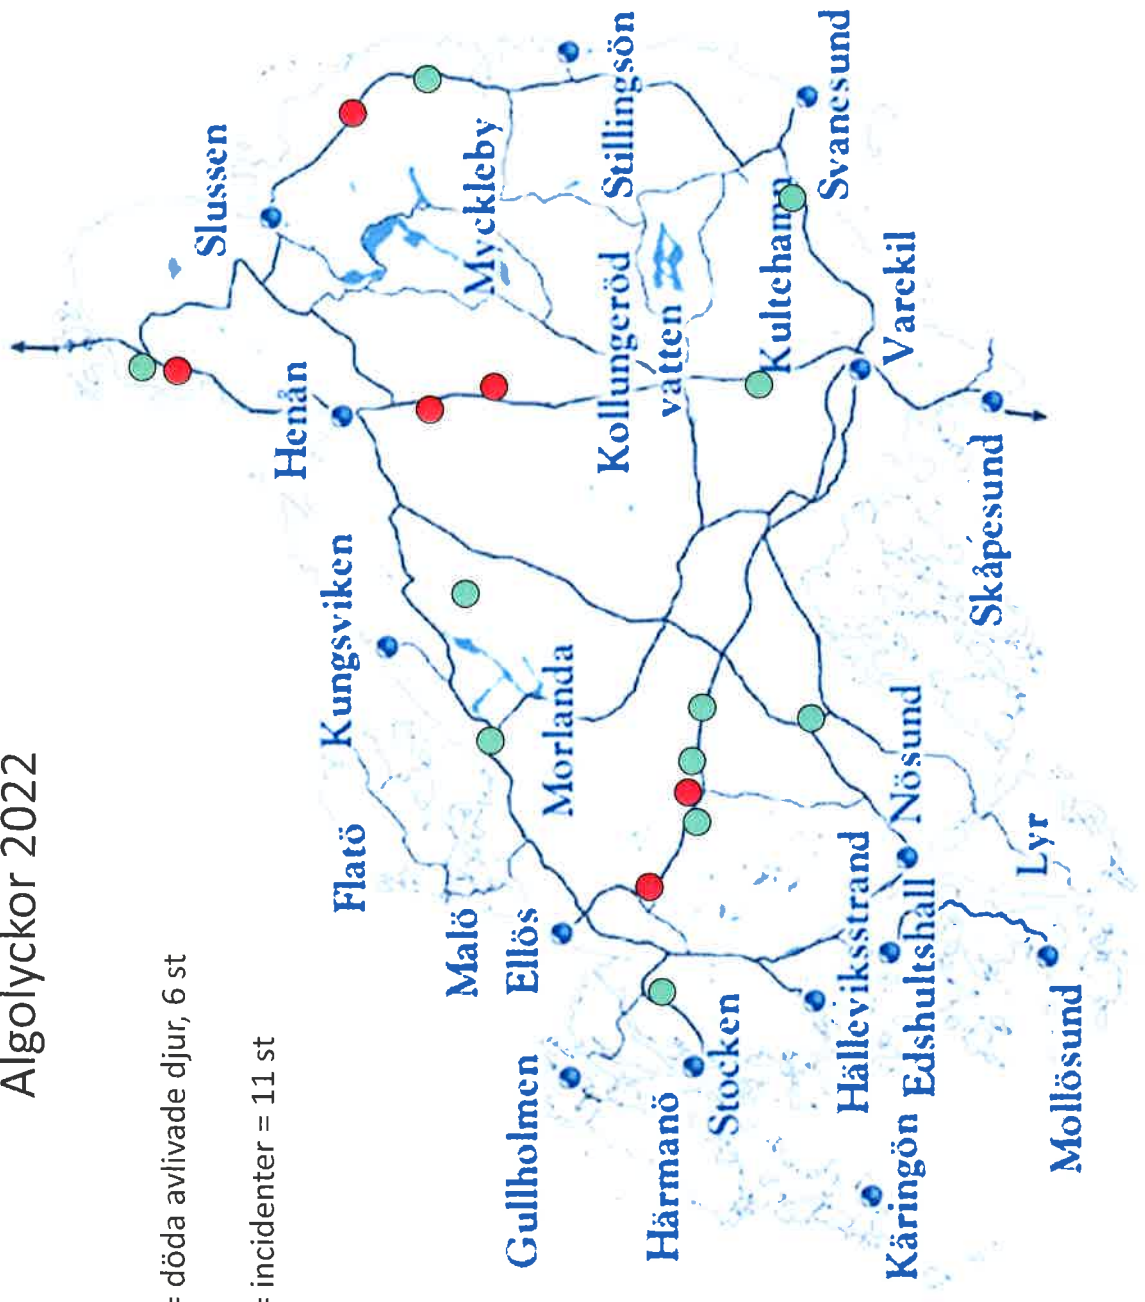 Algolyckor 2022
= döda avlivade djur, 6 st
= incidenter = 11 st
Slussen
Henån
Kungsviken
Flatö
Malö
Myckleby
Gullholmen
Ellös
Morlanda
Stillingsön
Kollungeröd
vatten
Härmanö
Stocken
Kultehamn
Svanesund
Hälleviksstrand
Varekil
Käringön
Edshultshall
Nösund
Skåpesund
Lyr
Mollösund